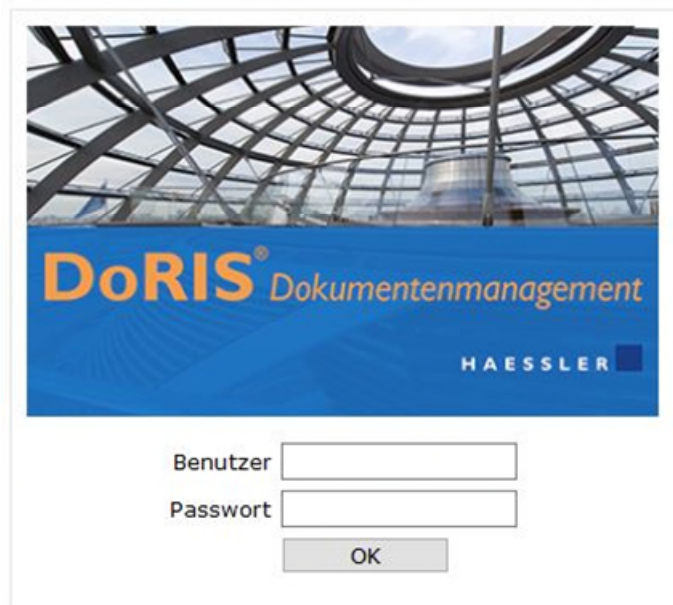 DoRIS® Dokumentenmanagement
HAESSLER
Benutzer
Passwort
OK